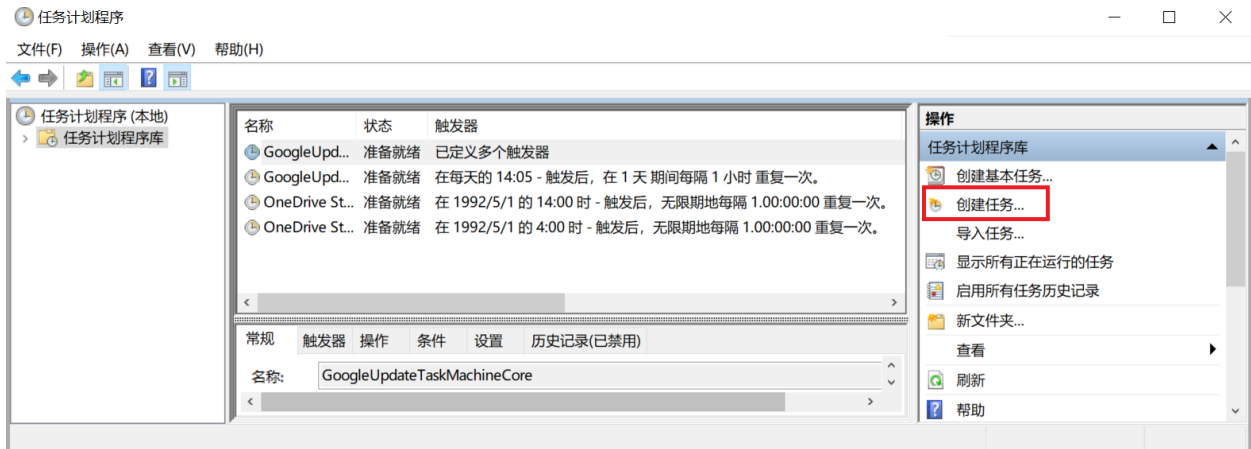 任务计划程序
文件(F) 操作(A) 查看(V) 帮助(H)
任务计划程序 (本地)
任务计划程序库
名称 状态 触发器
GoogleUpd... 准备就绪 已定义多个触发器
GoogleUpd... 准备就绪 在每天的 14:05 - 触发后，在 1 天 期间每隔 1 小时 重复一次。
OneDrive St... 准备就绪 在 1992/5/1 的 14:00 时 - 触发后，无限期地每隔 1.00:00:00 重复一次。
OneDrive St... 准备就绪 在 1992/5/1 的 4:00 时 - 触发后，无限期地每隔 1.00:00:00 重复一次。
常规 触发器 操作 条件 设置 历史记录(已禁用)
名称: GoogleUpdateTaskMachineCore
操作
任务计划程序库
创建基本任务...
创建任务...
导入任务...
显示所有正在运行的任务
启用所有任务历史记录
新文件夹...
查看
刷新
帮助